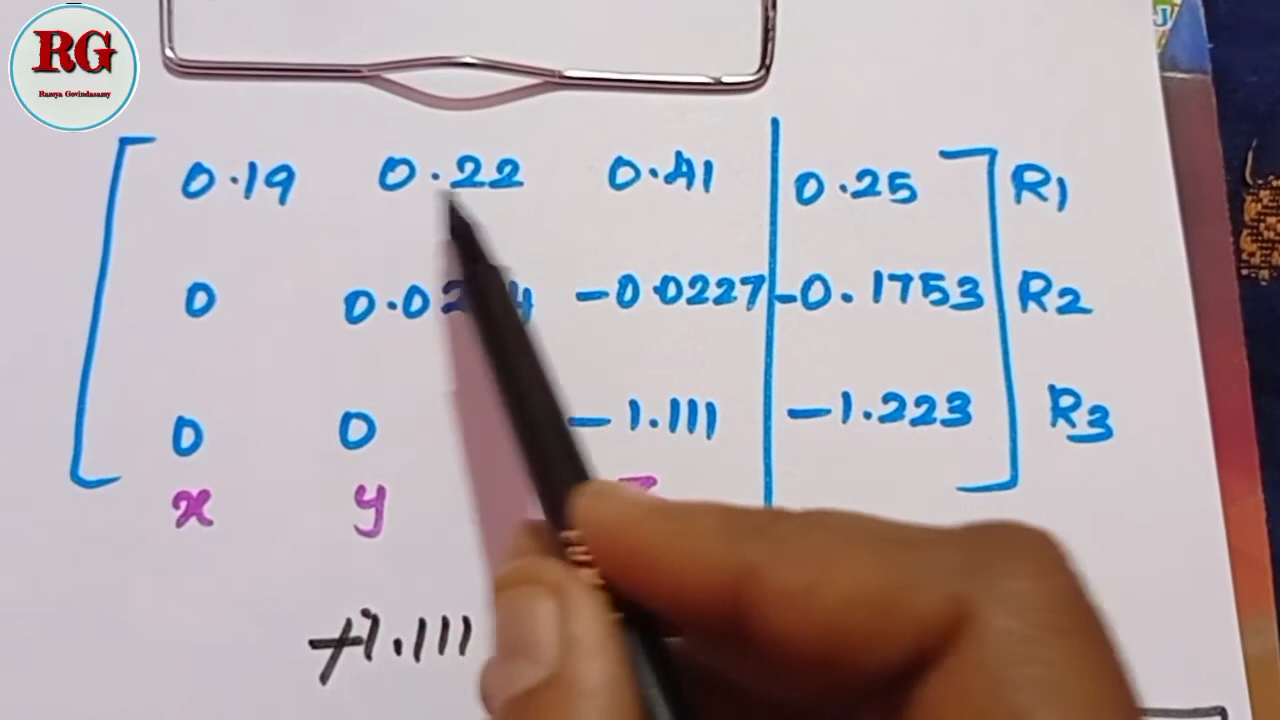 RG
Ramya Govindasamy
0.19 0.22 0.41 0.25 R1
0 -0.0227 -0.1753 R2
0 0 -1.111 -1.223 R3
x y
1.111